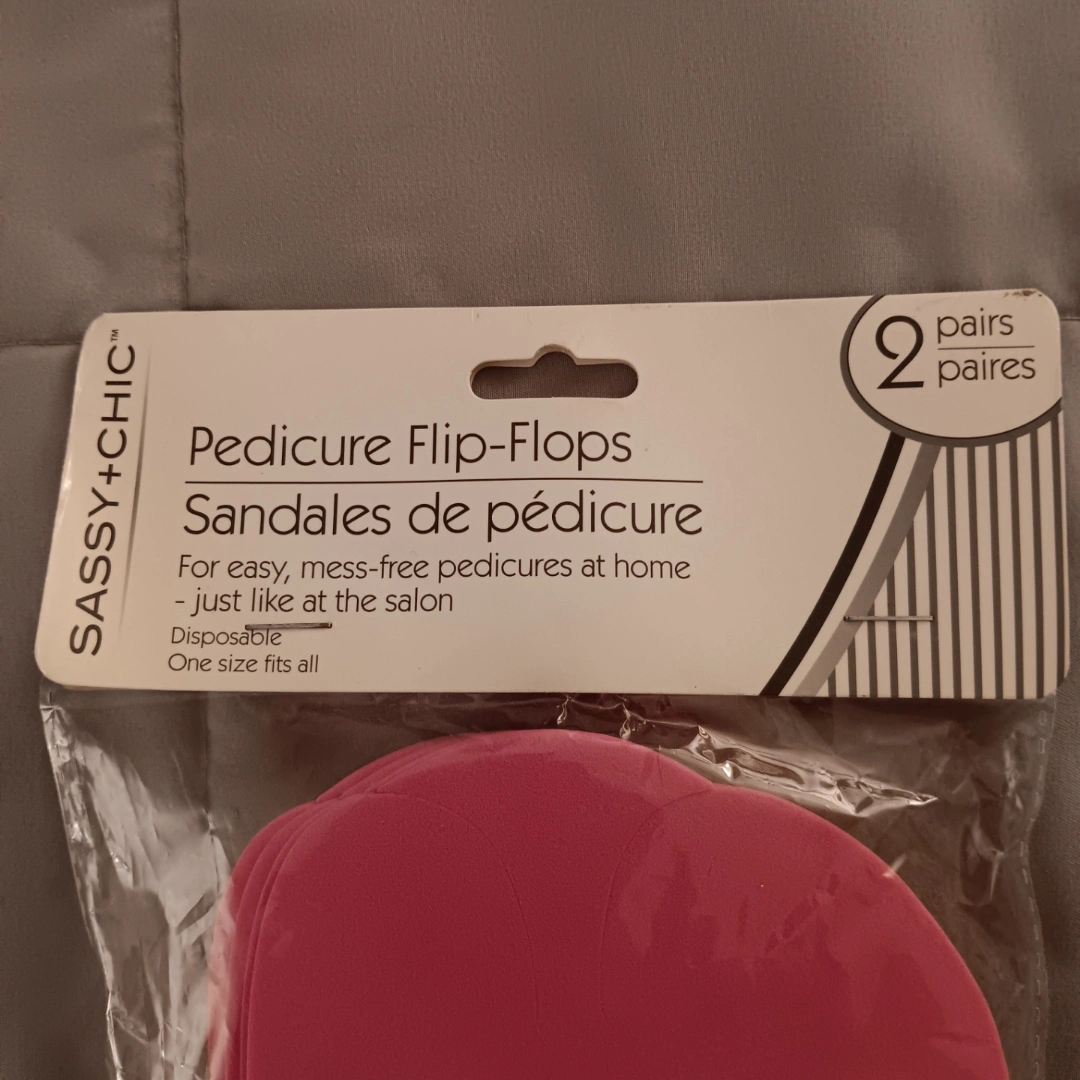 SASSY+CHIC™
2 pairs
paires
Pedicure Flip-Flops
Sandales de pédicure
For easy, mess-free pedicures at home
- just like at the salon
Disposable
One size fits all